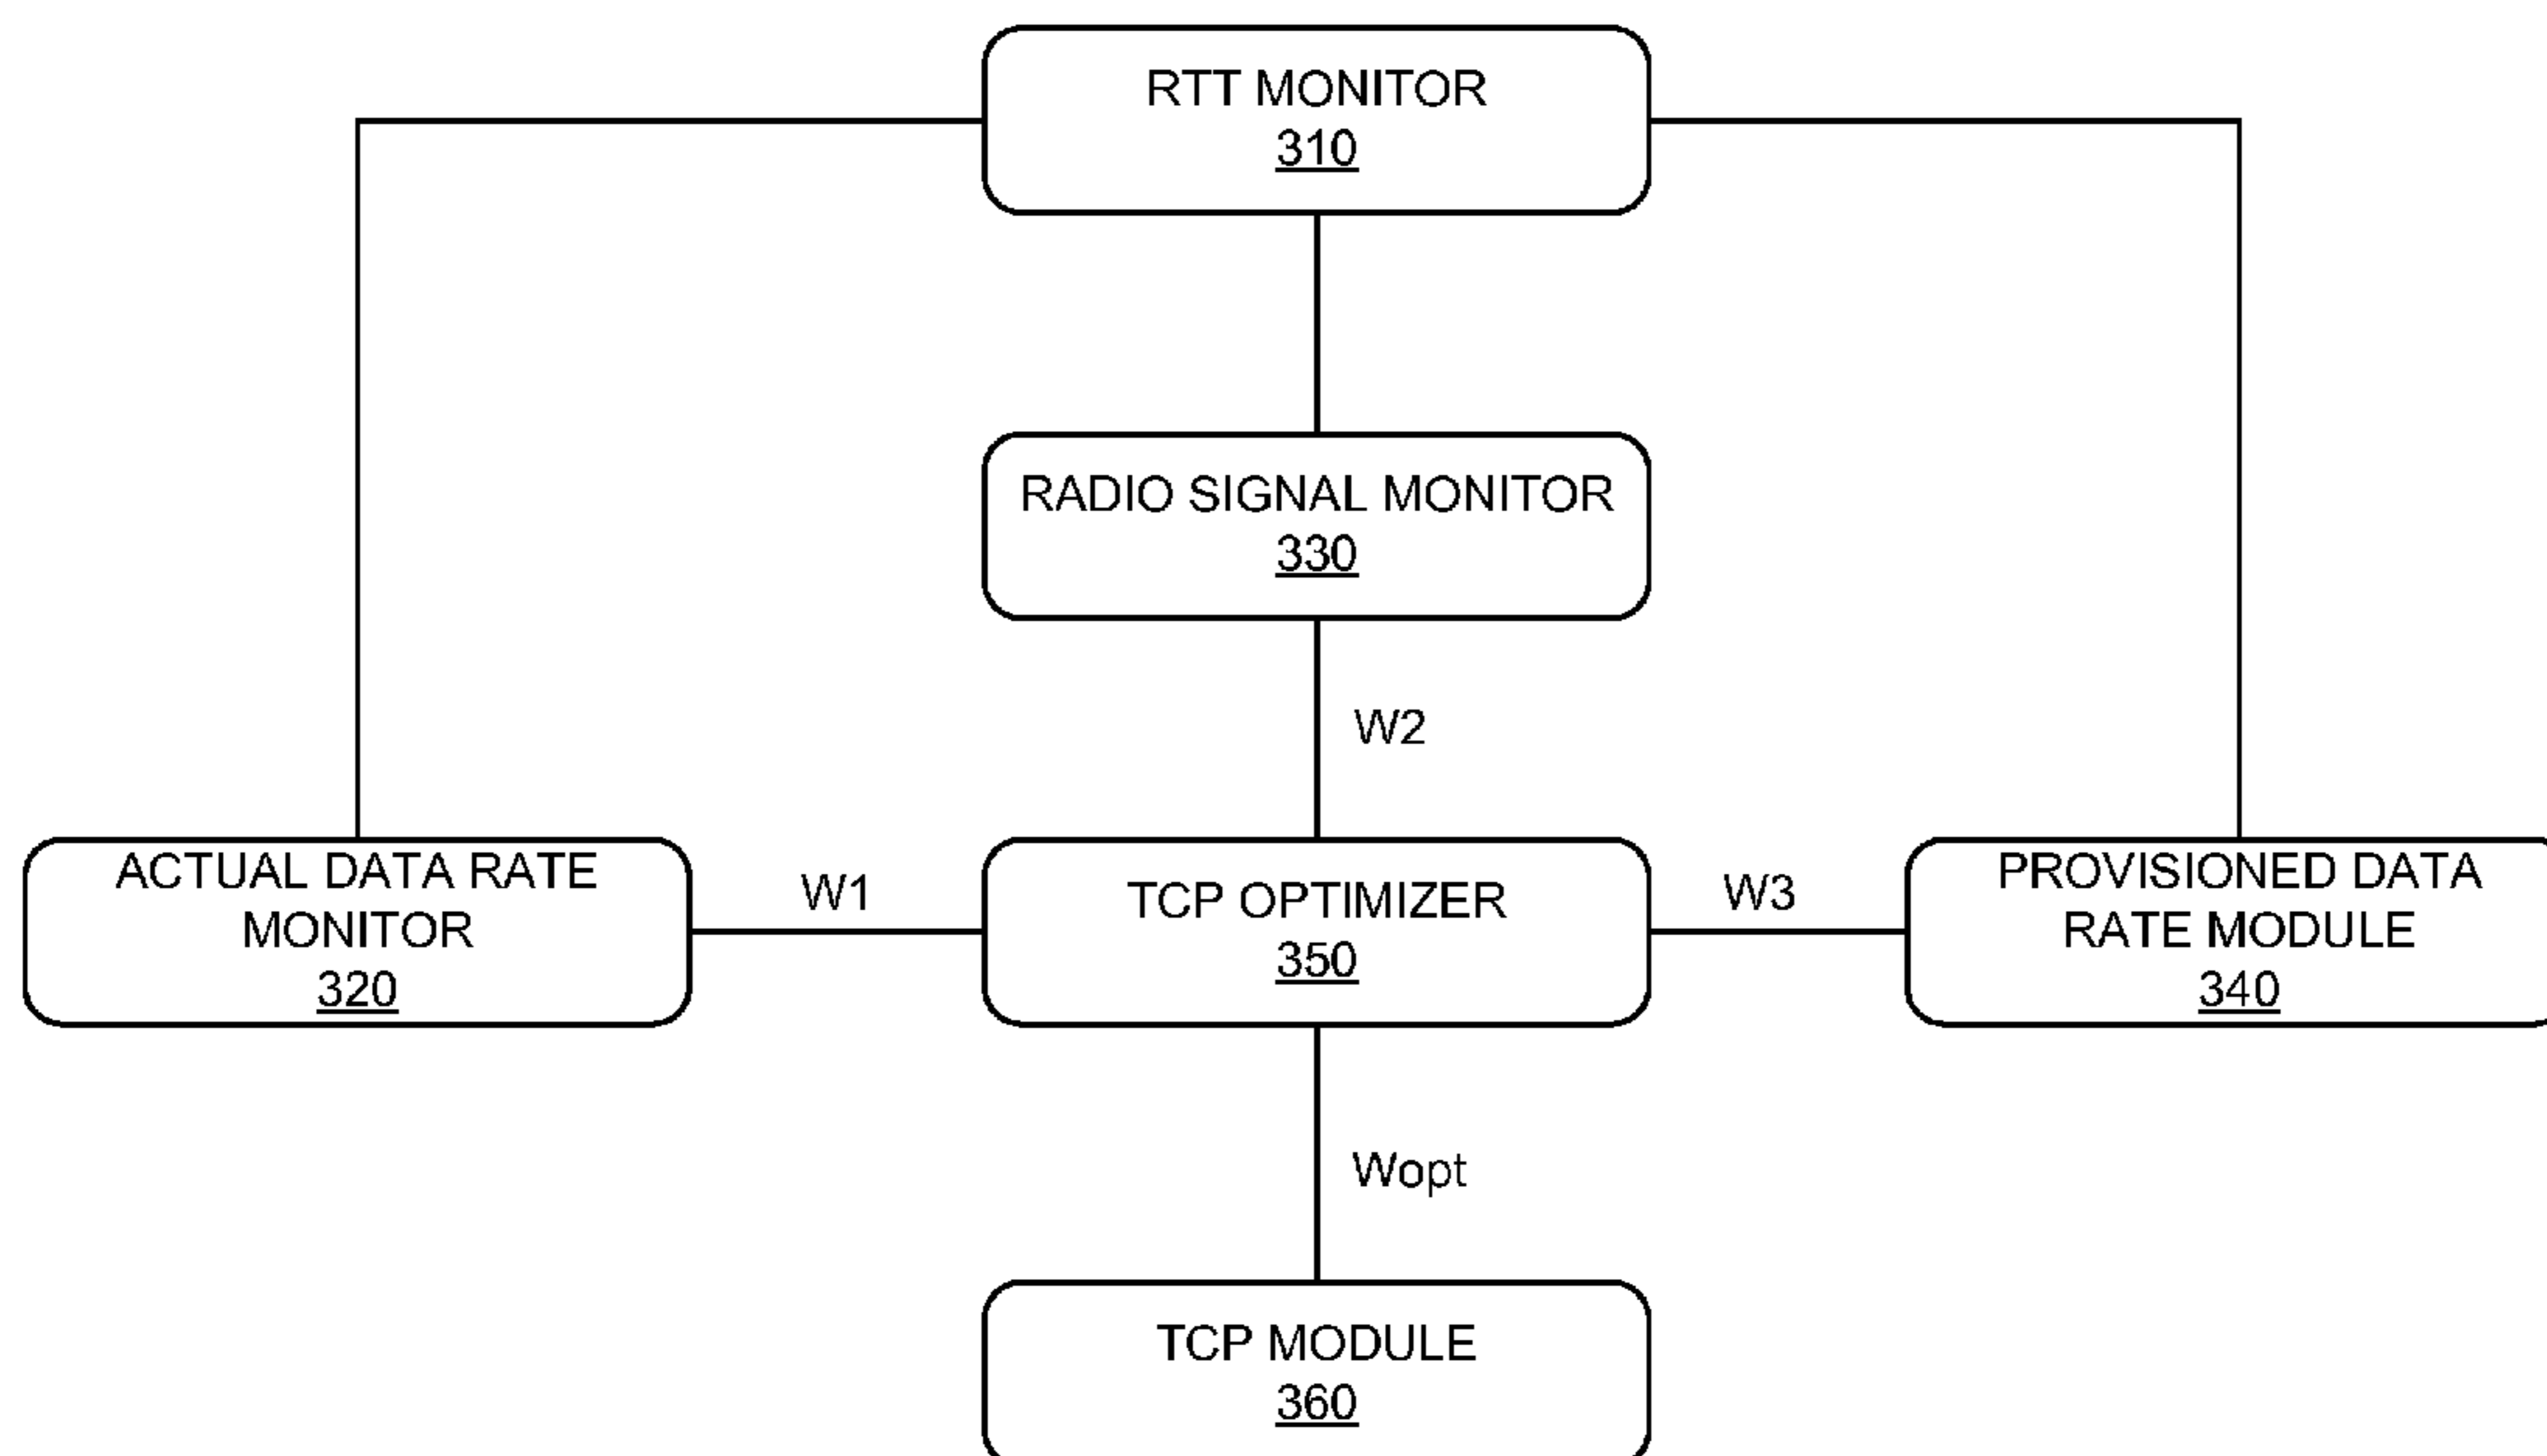 RTT MONITOR
310
RADIO SIGNAL MONITOR
330
W2
ACTUAL DATA RATE
MONITOR
320
W1
TCP OPTIMIZER
350
W3
PROVISIONED DATA
RATE MODULE
340
Wopt
TCP MODULE
360